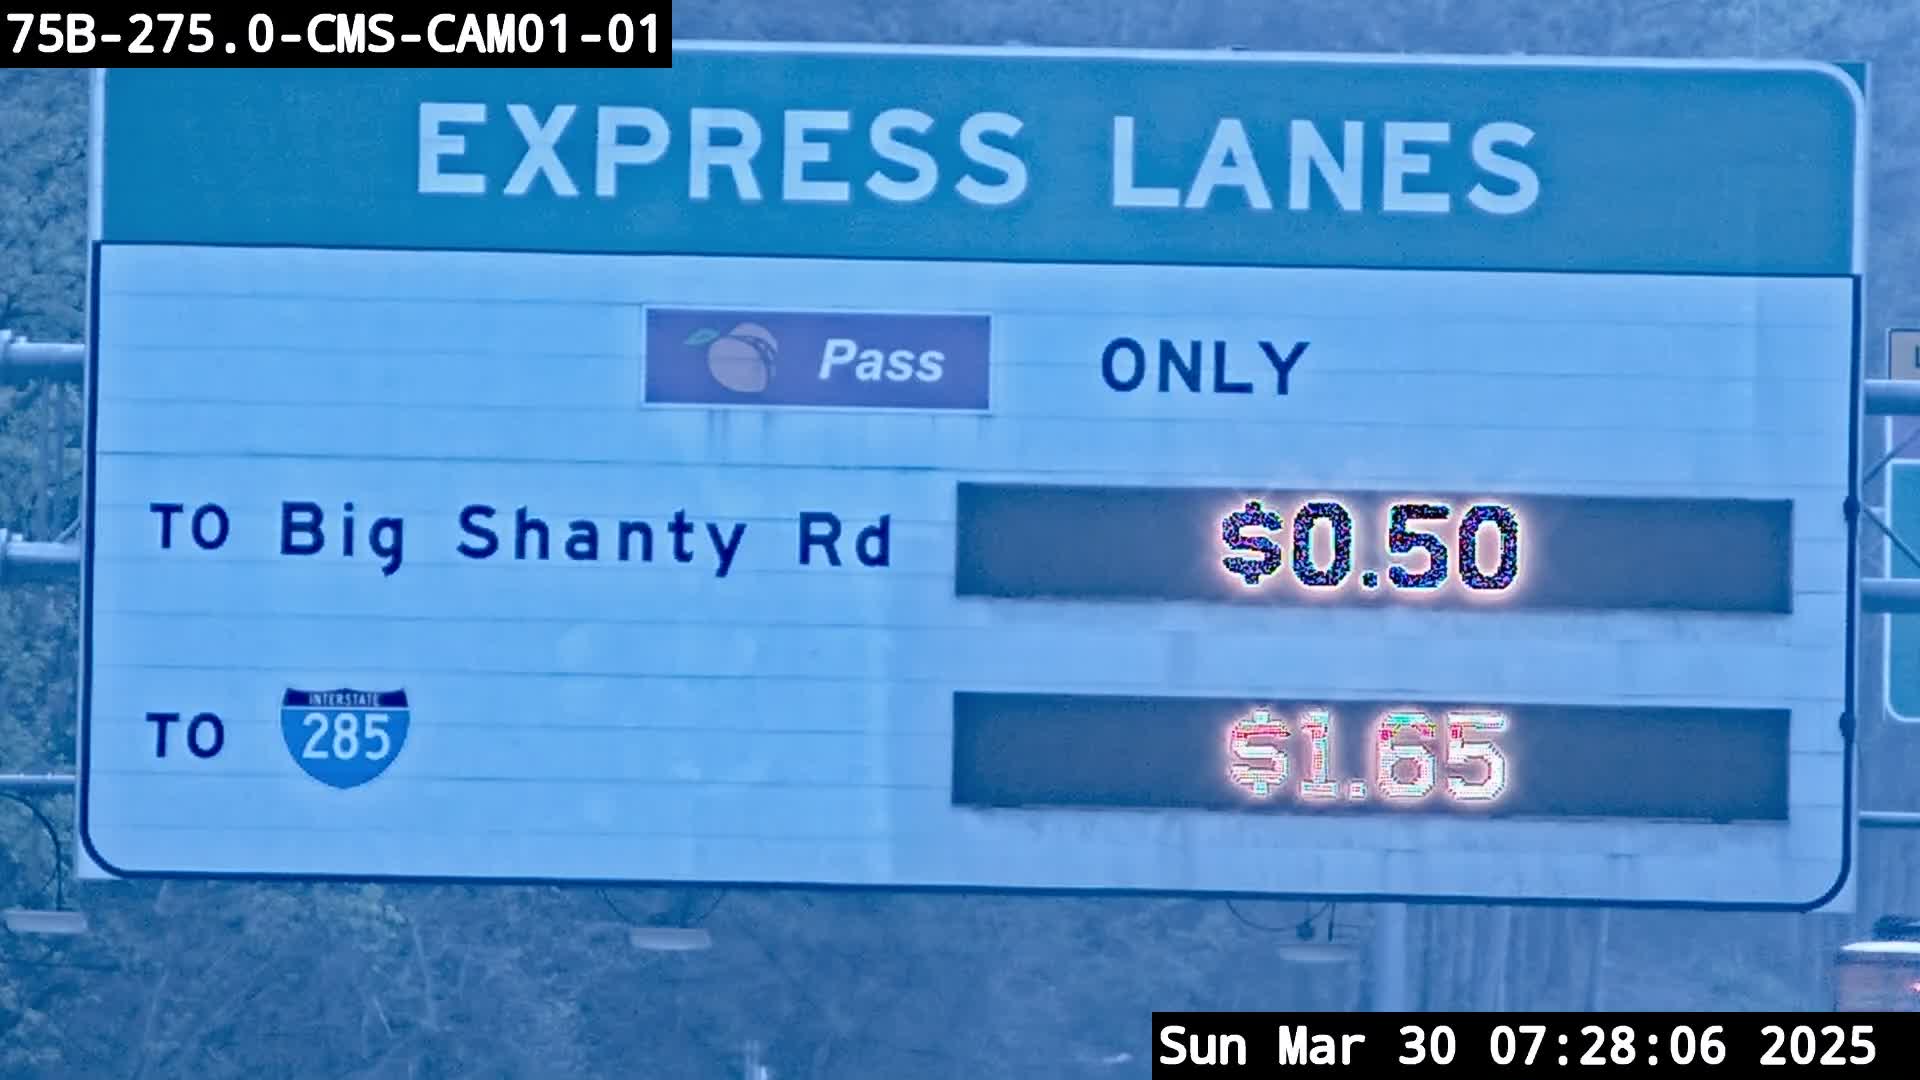 75B-275.0-CMS-CAM01-01
EXPRESS LANES
Pass ONLY
TO Big Shanty Rd $0.50
INTERSTATE
TO 285 $1.65
Sun Mar 30 07:28:06 2025